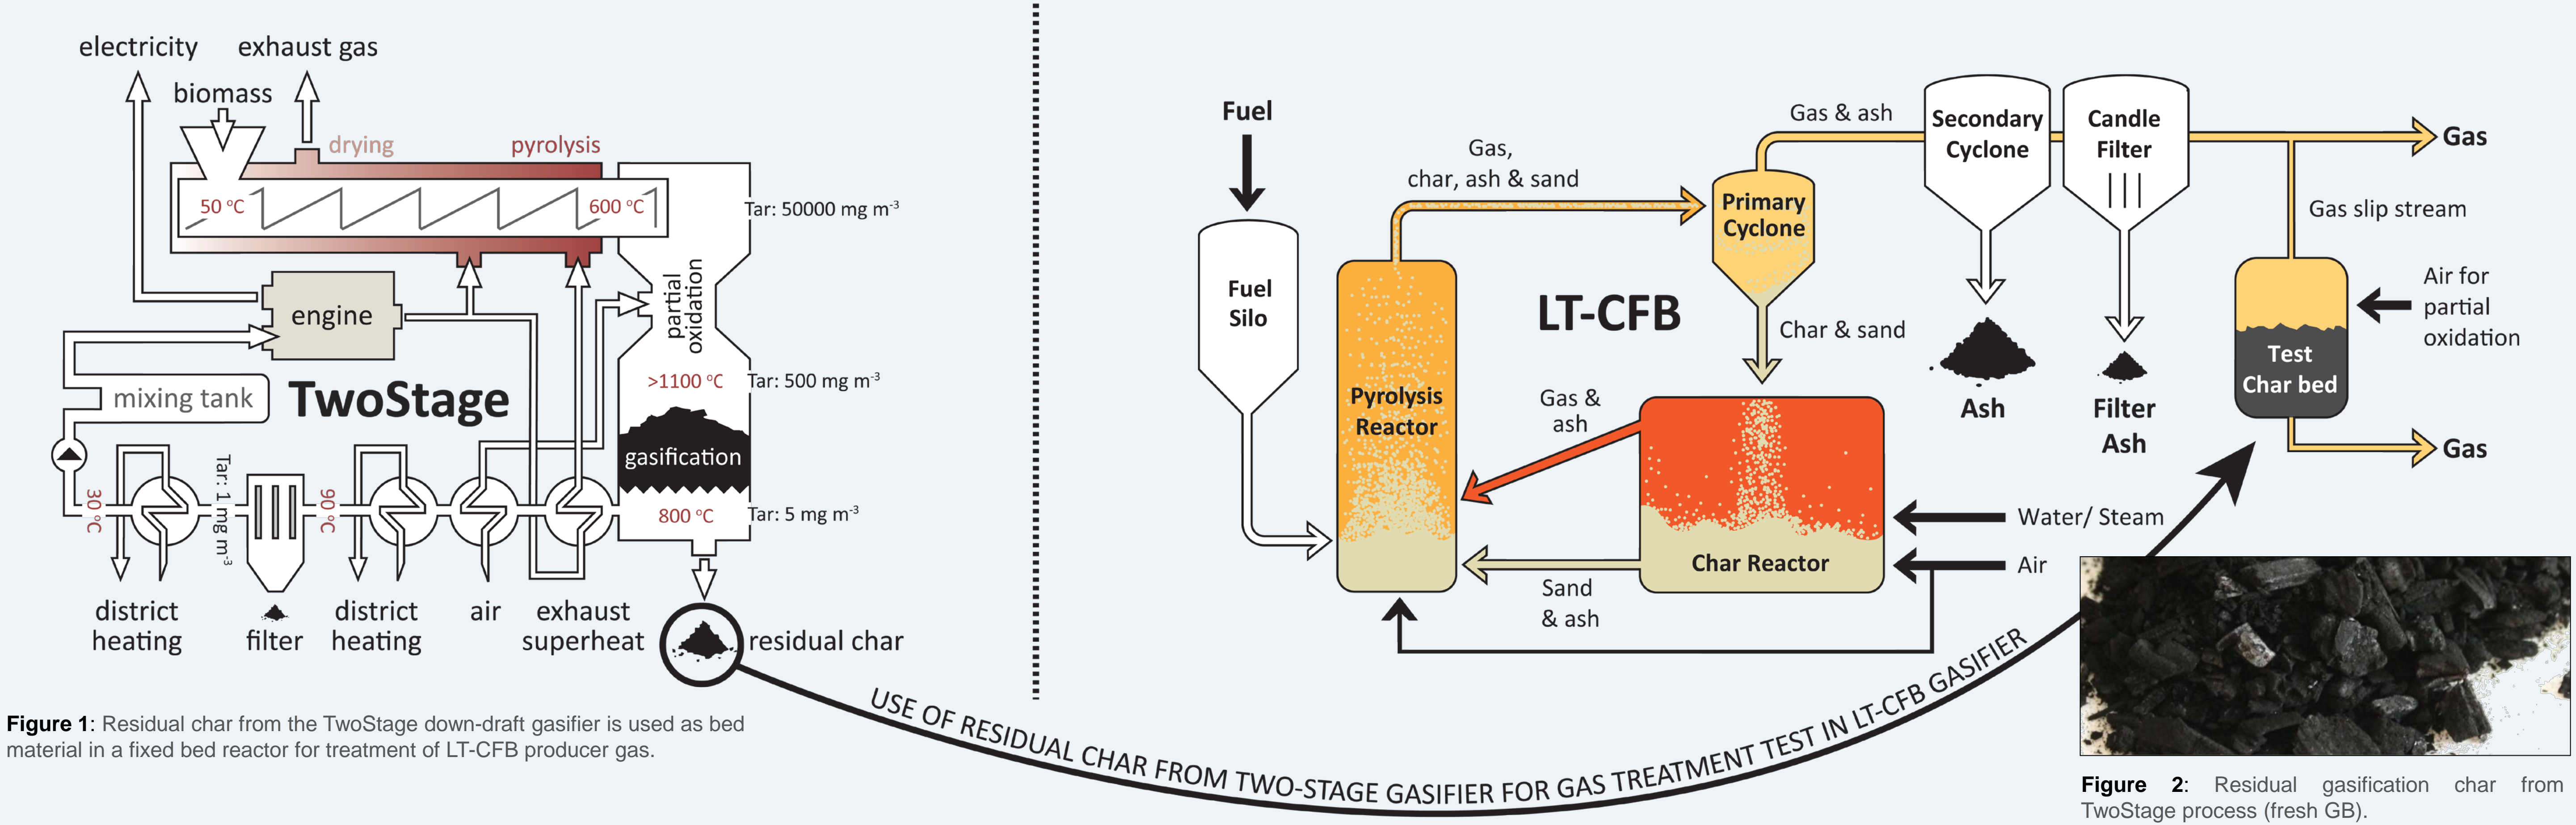 electricity
exhaust gas
biomass
drying
pyrolysis
50 °C
600 °C
Tar: 50000 mg m-3
engine
partial
oxidation
mixing tank
TwoStage
>1100 °C
Tar: 500 mg m-3
gasification
800 °C
Tar: 5 mg m-3
30 °C
Tar: 1 mg m-3
90 °C
district
heating
filter
district
heating
air
exhaust
superheat
residual char
Figure 1: Residual char from the TwoStage down-draft gasifier is used as bed
material in a fixed bed reactor for treatment of LT-CFB producer gas.
USE OF RESIDUAL CHAR FROM TWO-STAGE GASIFIER FOR GAS TREATMENT TEST IN LT-CFB GASIFIER
Fuel
Fuel
Silo
Gas,
char, ash & sand
Pyrolysis
Reactor
LT-CFB
Primary
Cyclone
Gas & ash
Char & sand
Gas &
ash
Char Reactor
Sand
& ash
Water/ Steam
Air
Secondary
Cyclone
Candle
Filter
Ash
Filter
Ash
Gas
Gas slip stream
Air for
partial
oxidation
Test
Char bed
Gas
Figure 2: Residual gasification char from
TwoStage process (fresh GB).